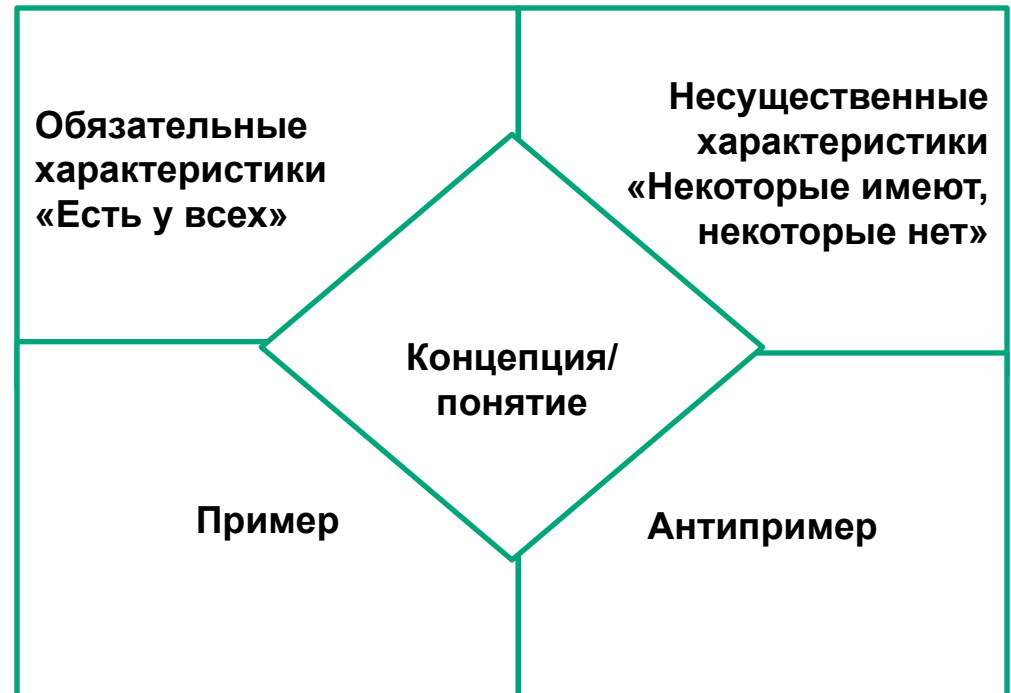 Обязательные
характеристики
«Есть у всех»
Несущественные
характеристики
«Некоторые имеют,
некоторые нет»
Концепция/
понятие
Пример
Антипример